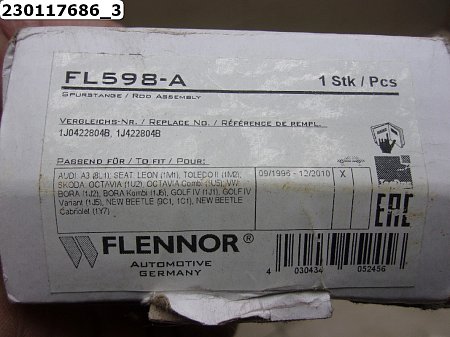 230117686_3
FL598-A
1 Stk / Pcs
Spurstange / Rod Assembly
Vergleichs-Nr. / Replace No. / Référence de rempl.
1J0422804B, 1J422804B
Passend für / To fit / Pour:
AUDI: A3 (8L1), SEAT: LEON (1M1), TOLEDO II (1M2),
SKODA: OCTAVIA (1U2), OCTAVIA Combi (1U5), VW:
BORA (1J2), BORA Kombi (1J6), GOLF IV (1J1), GOLF IV
Variant (1J5), NEW BEETLE (9C1, 1C1), NEW BEETLE
Cabriolet (1Y7)
09/1996 - 12/2010
X
EAC
FLENNOR®
Automotive
Germany
4 030434 052456